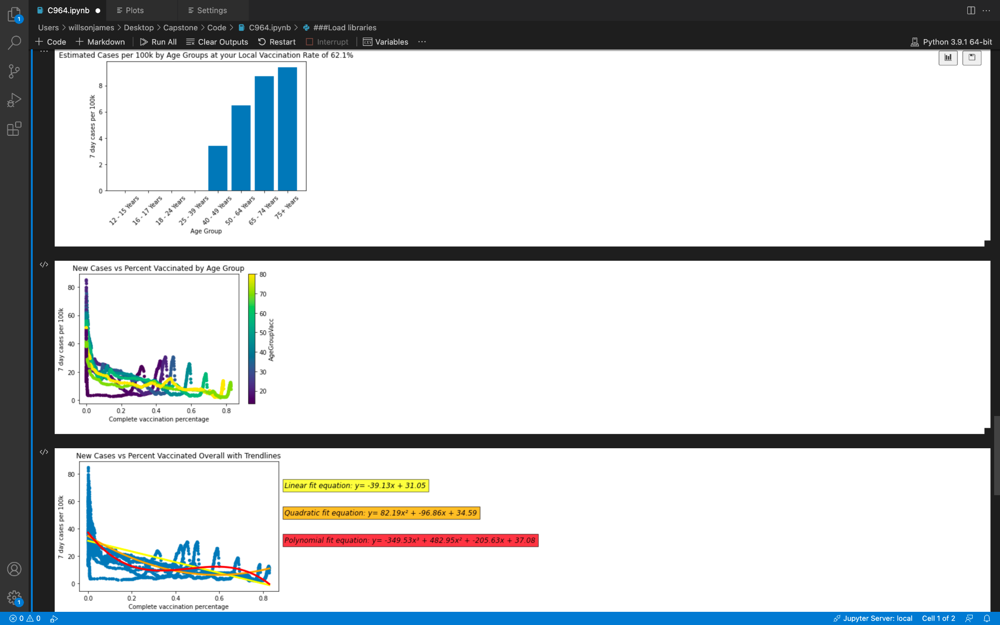 C964.ipynb
Plots
Settings
Users > willsonjames > Desktop > Capstone > Code > C964.ipynb > ###Load libraries
+ Code + Markdown Run All Clear Outputs Restart Interrupt Variables ...
Python 3.9.1 64-bit
1
Estimated Cases per 100k by Age Groups at your Local Vaccination Rate of 62.1%
8
6
4
2
0
7 day cases per 100k
12 - 15 Years
16 - 17 Years
18 - 24 Years
25 - 39 Years
40 - 49 Years
50 - 64 Years
65 - 74 Years
75+ Years
Age Group
New Cases vs Percent Vaccinated by Age Group
80
60
40
20
0
7 day cases per 100k
0.0 0.2 0.4 0.6 0.8
Complete vaccination percentage
80
70
60
50
40
30
20
AgeGroupVacc
New Cases vs Percent Vaccinated Overall with Trendlines
80
60
40
20
0
7 day cases per 100k
0.0 0.2 0.4 0.6 0.8
Complete vaccination percentage
Linear fit equation: y= -39.13x + 31.05
Quadratic fit equation: y= 82.19x² + -96.86x + 34.59
Polynomial fit equation: y= -349.53x³ + 482.95x² + -205.63x + 37.08
1
0 0
Jupyter Server: local
Cell 1 of 2